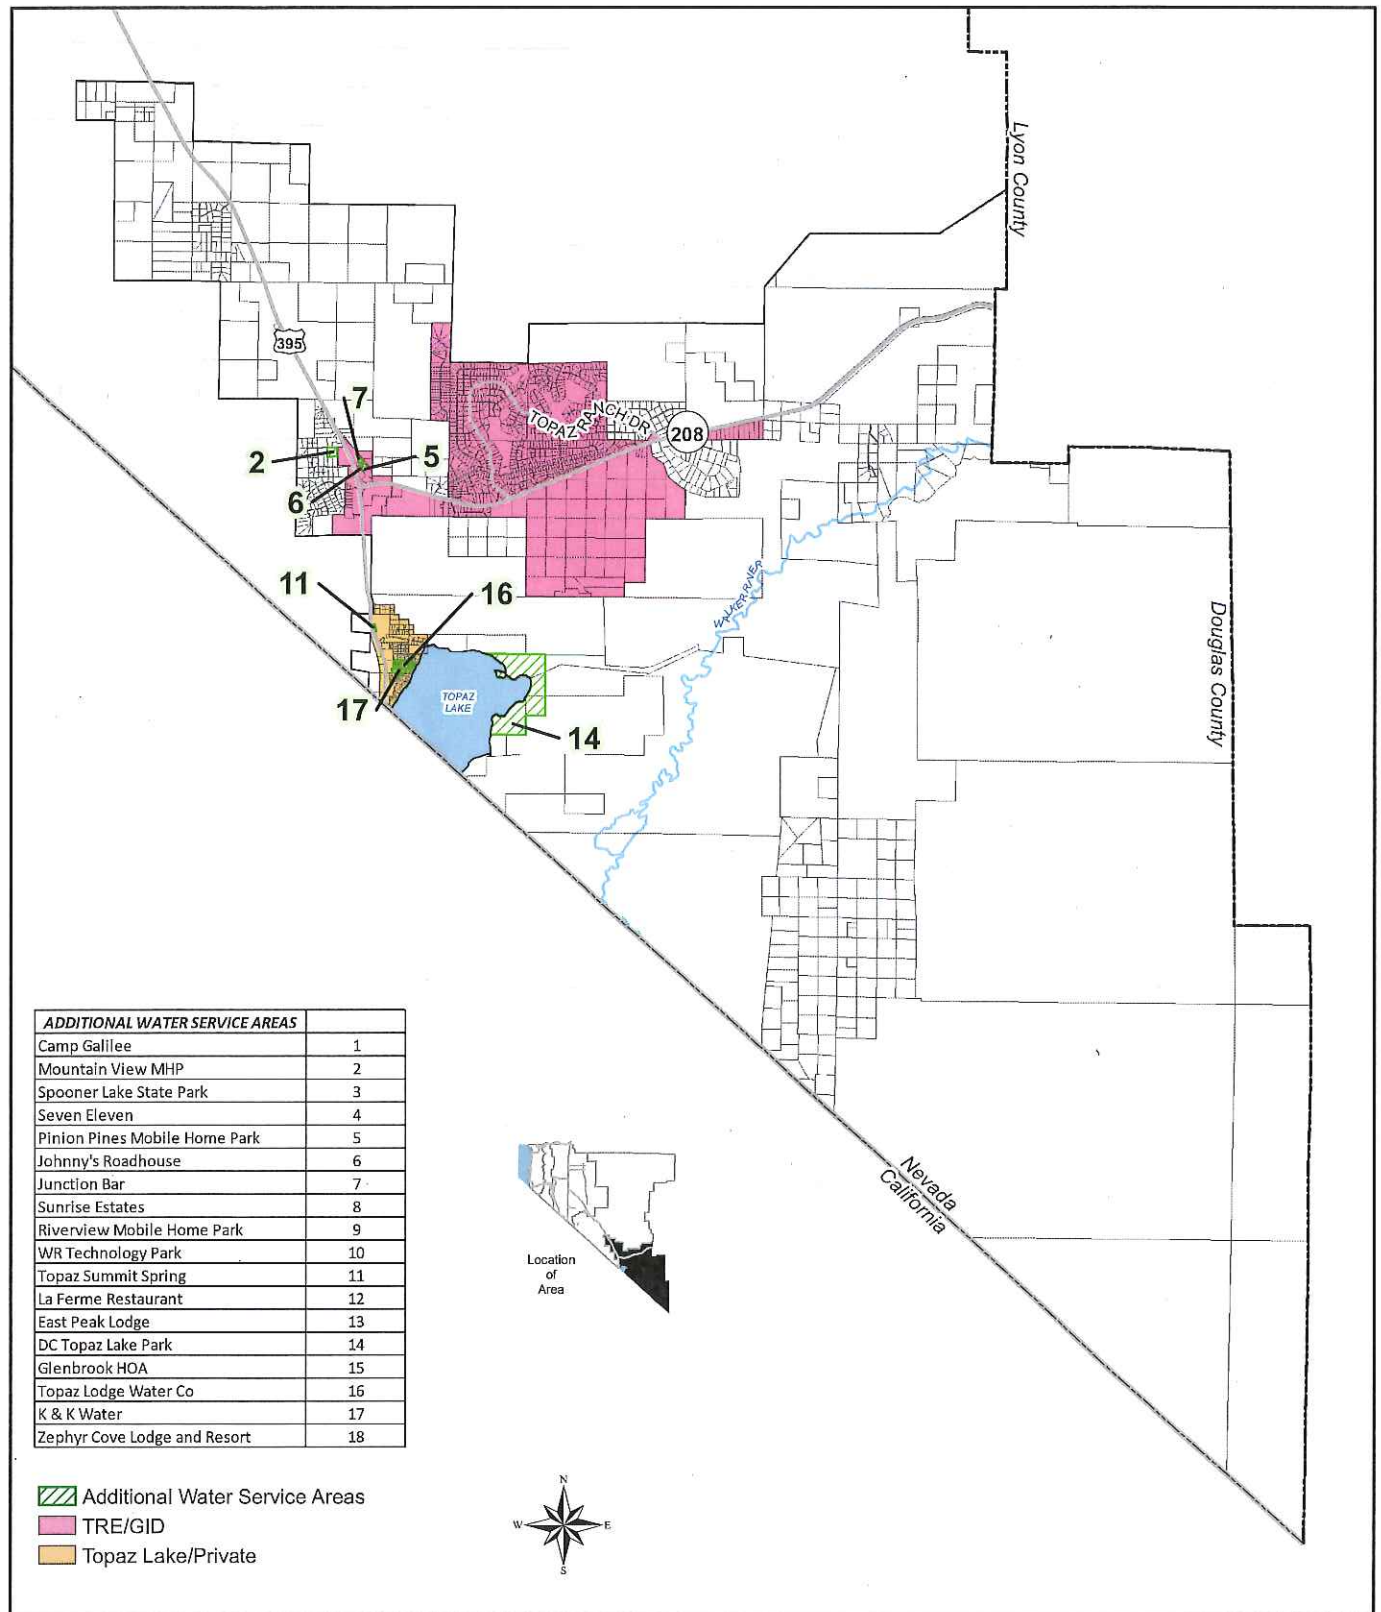 Lyon County
395
7
TOPAZ RANCH DR
208
2
5
6
WALKER RIVER
11
16
Douglas County
TOPAZ
LAKE
17
14
ADDITIONAL WATER SERVICE AREAS
Camp Galilee 1
Mountain View MHP 2
Spooner Lake State Park 3
Seven Eleven 4
Pinion Pines Mobile Home Park 5
Johnny's Roadhouse 6
Junction Bar 7
Sunrise Estates 8
Riverview Mobile Home Park 9
WR Technology Park 10
Topaz Summit Spring 11
La Ferme Restaurant 12
East Peak Lodge 13
DC Topaz Lake Park 14
Glenbrook HOA 15
Topaz Lodge Water Co 16
K & K Water 17
Zephyr Cove Lodge and Resort 18
Nevada
California
Location
of
Area
Additional Water Service Areas
TRE/GID
Topaz Lake/Private
N
W E
S